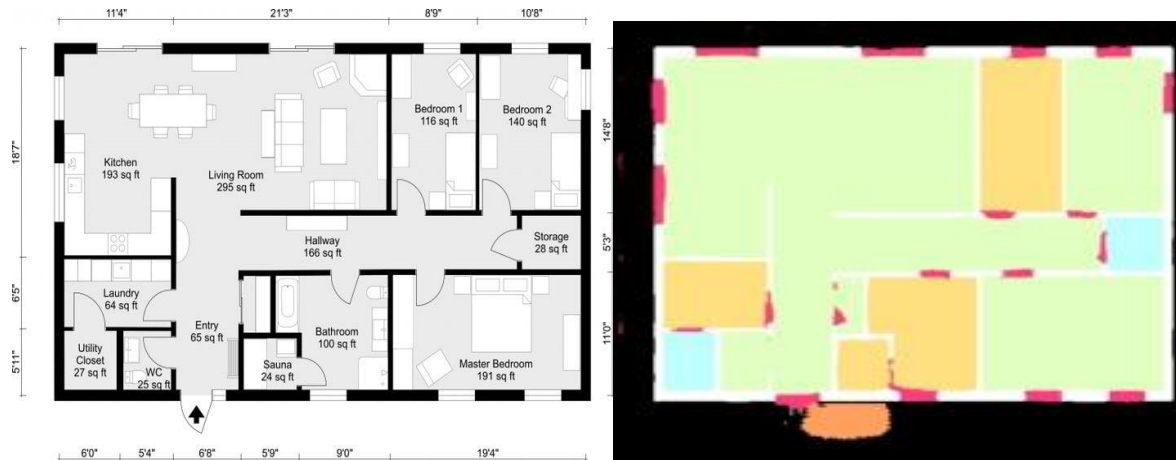 11'4"
21'3"
8'9"
10'8"
18'7"
6'5"
5'11"
14'8"
5'3"
11'0"
Kitchen
193 sq ft
Living Room
295 sq ft
Bedroom 1
116 sq ft
Bedroom 2
140 sq ft
Hallway
166 sq ft
Storage
28 sq ft
Laundry
64 sq ft
Entry
65 sq ft
Bathroom
100 sq ft
Utility
Closet
27 sq ft
WC
25 sq ft
Sauna
24 sq ft
Master Bedroom
191 sq ft
6'0"
5'4"
6'8"
5'9"
9'0"
19'4"